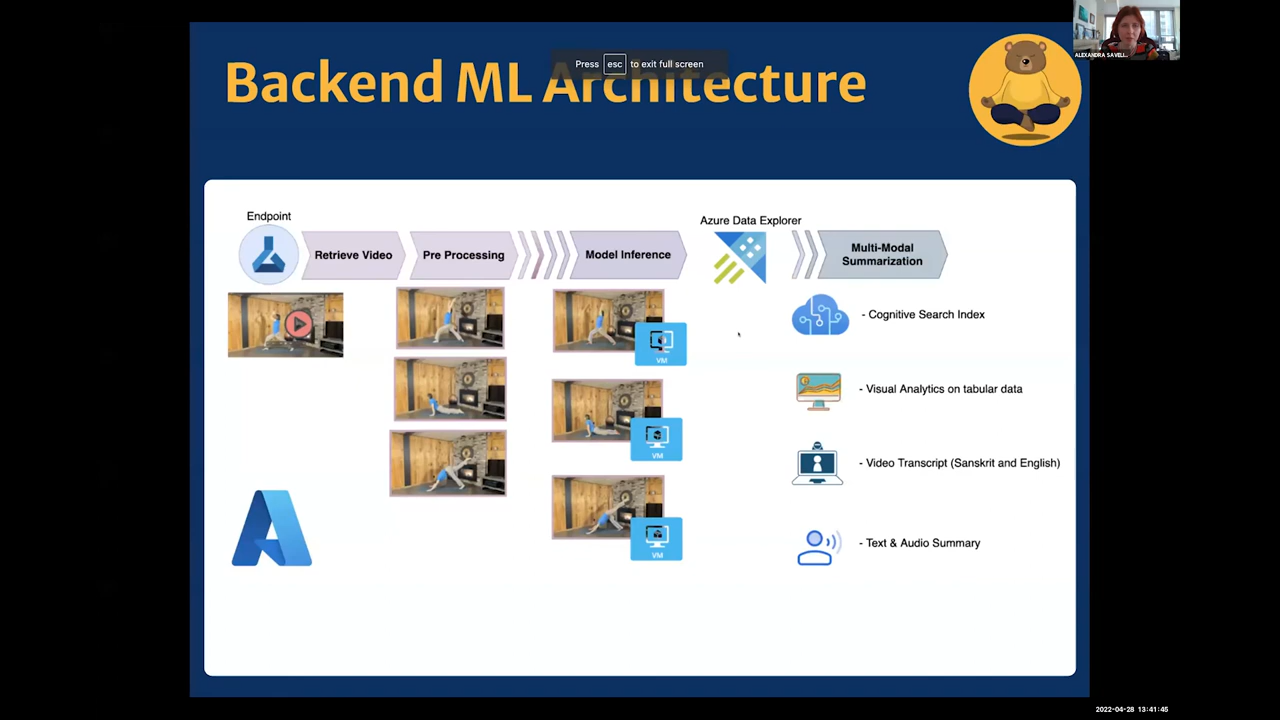 Press esc to exit full screen
ALEXANDRA SAVELI...
Backend ML Architecture
Endpoint
Retrieve Video
Pre Processing
Model Inference
Azure Data Explorer
Multi-Modal
Summarization
VM
VM
VM
- Cognitive Search Index
- Visual Analytics on tabular data
- Video Transcript (Sanskrit and English)
- Text & Audio Summary
2022-04-28 13:41:45